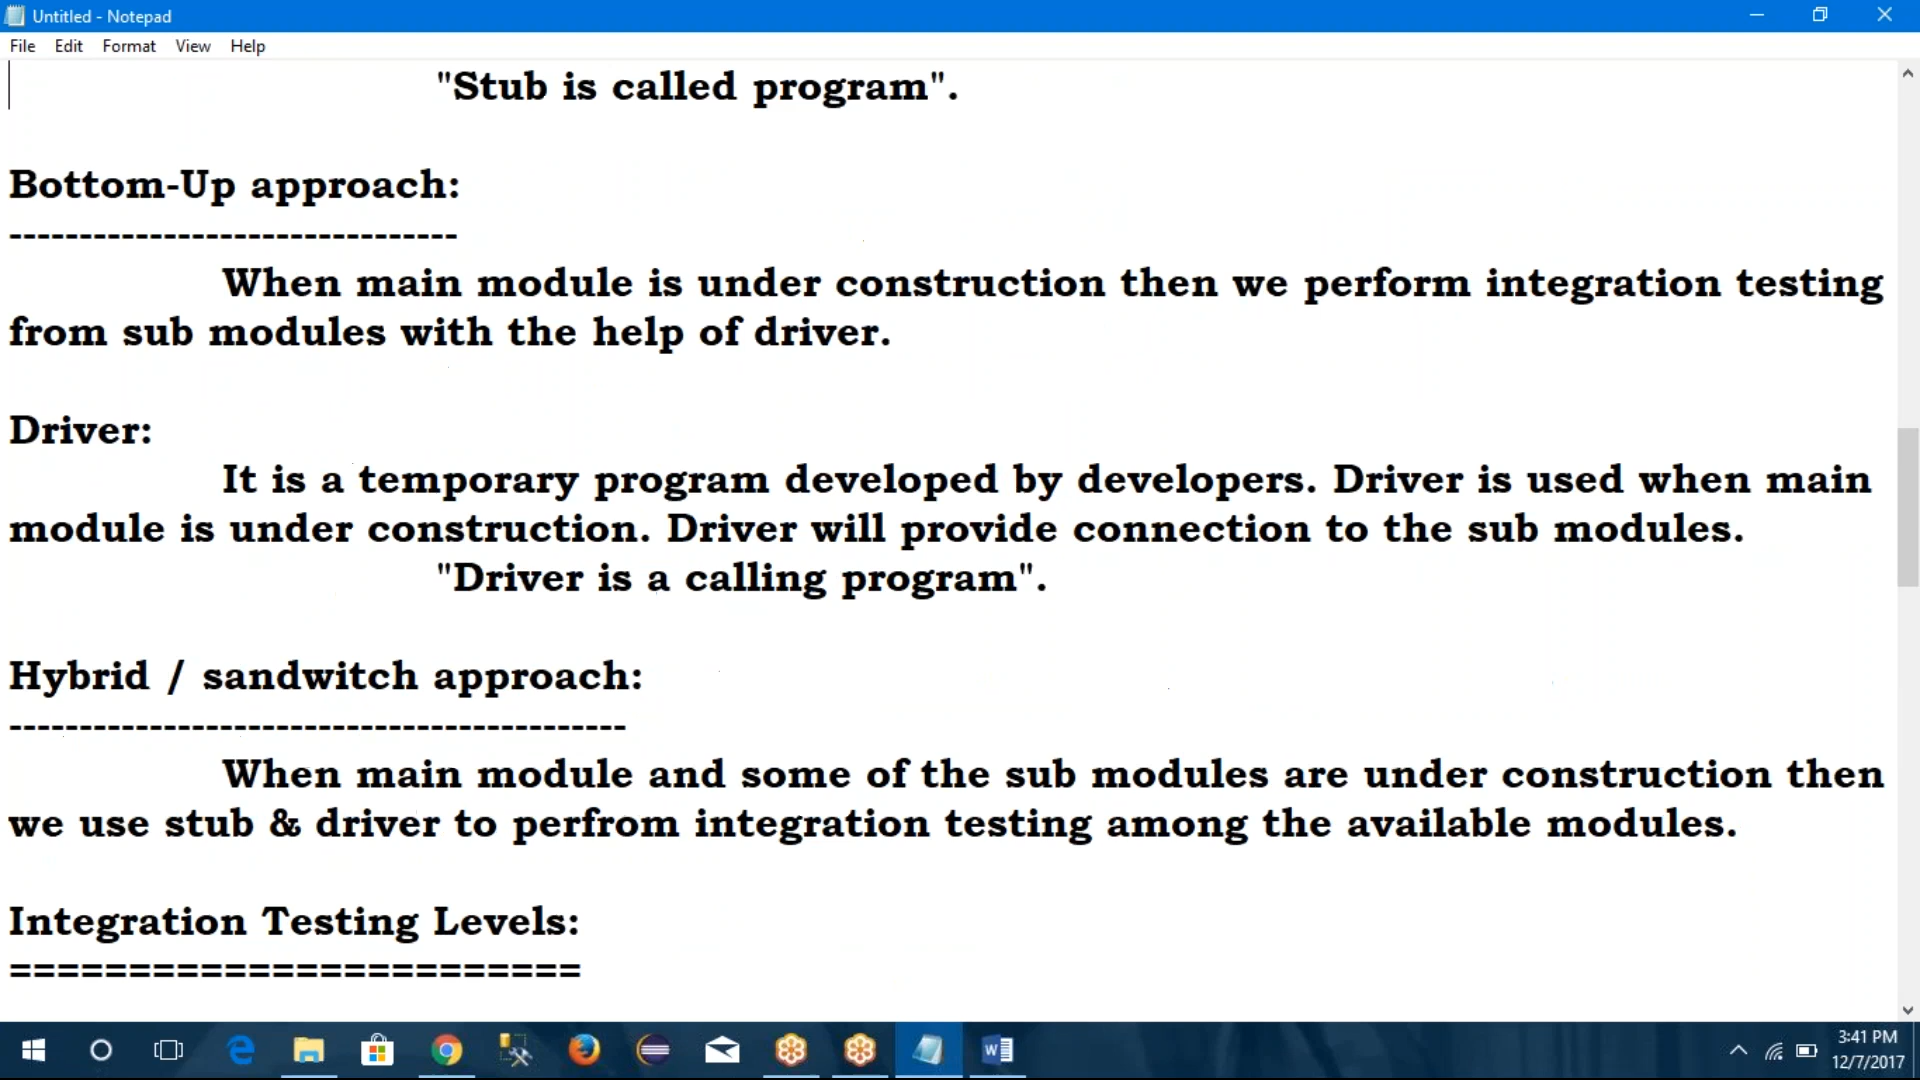 Untitled - Notepad
File Edit Format View Help
"Stub is called program".
Bottom-Up approach:
--------------------------------
When main module is under construction then we perform integration testing
from sub modules with the help of driver.
Driver:
It is a temporary program developed by developers. Driver is used when main
module is under construction. Driver will provide connection to the sub modules.
"Driver is a calling program".
Hybrid / sandwitch approach:
--------------------------------------------
When main module and some of the sub modules are under construction then
we use stub & driver to perfrom integration testing among the available modules.
Integration Testing Levels:
========================
3:41 PM
12/7/2017